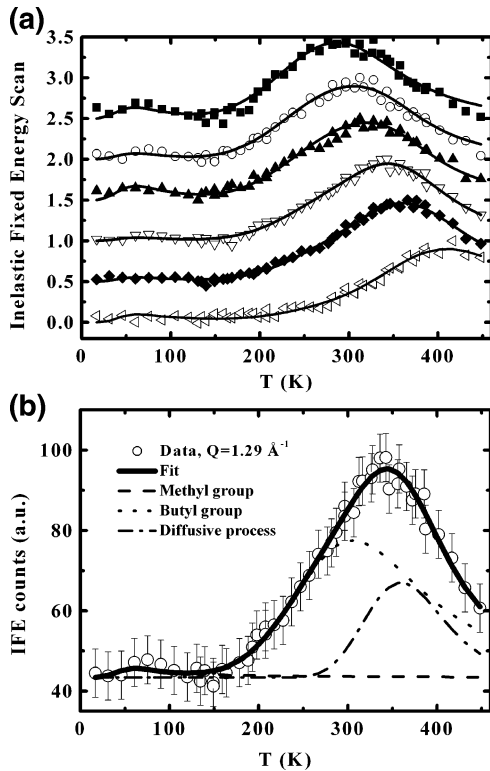 (a)
3.5
3.0
2.5
2.0
1.5
1.0
0.5
0.0
Inelastic Fixed Energy Scan
0 100 200 300 400
T (K)
(b)
100
80
60
40
IFE counts (a.u.)
Data, Q=1.29 Å⁻¹
Fit
Methyl group
Butyl group
Diffusive process
0 100 200 300 400
T (K)